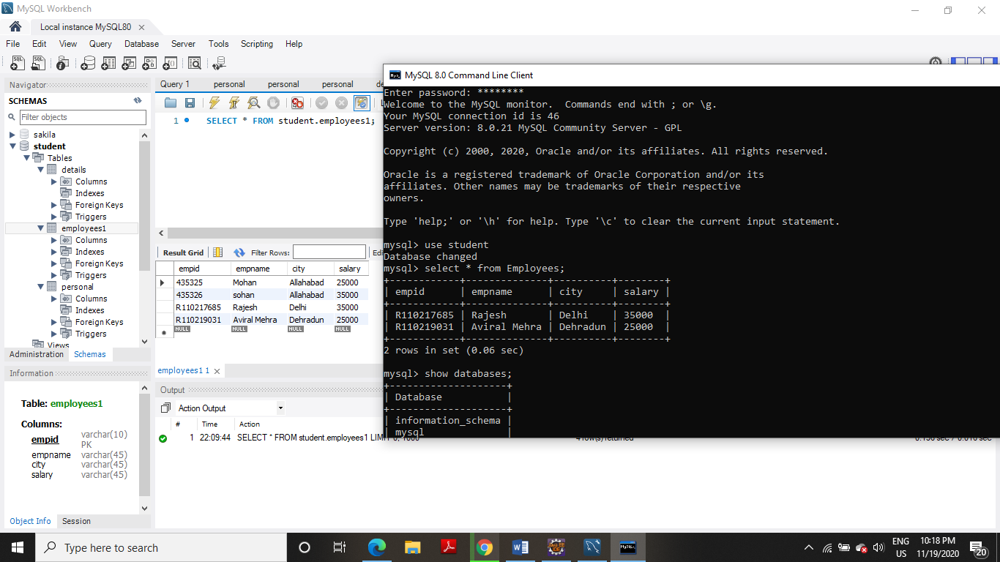 MySQL Workbench
Local instance MySQL80
File Edit View Query Database Server Tools Scripting Help
Navigator
SCHEMAS
Filter objects
sakila
student
Tables
details
Columns
Indexes
Foreign Keys
Triggers
employees1
Columns
Indexes
Foreign Keys
Triggers
personal
Columns
Indexes
Foreign Keys
Triggers
Views
Administration Schemas
Information
Table: employees1
Columns:
empid varchar(10)
PK
empname varchar(45)
city varchar(45)
salary varchar(45)
Object Info Session
Query 1 personal personal personal
1 SELECT * FROM student.employees1;
Result Grid Filter Rows: Edi
empid empname city salary
435325 Mohan Allahabad 25000
435326 sohan Allahabad 35000
R110217685 Rajesh Delhi 35000
R110219031 Aviral Mehra Dehradun 25000
NULL NULL NULL NULL
employees1 1
Output
Action Output
# Time Action
1 22:09:44 SELECT * FROM student.employees1 LIMIT 0, 1000
MySQL 8.0 Command Line Client
Enter password: ********
Welcome to the MySQL monitor.  Commands end with ; or \g.
Your MySQL connection id is 46
Server version: 8.0.21 MySQL Community Server - GPL
Copyright (c) 2000, 2020, Oracle and/or its affiliates. All rights reserved.
Oracle is a registered trademark of Oracle Corporation and/or its
affiliates. Other names may be trademarks of their respective
owners.
Type 'help;' or '\h' for help. Type '\c' to clear the current input statement.
mysql> use student
Database changed
mysql> select * from Employees;
+------------+--------------+----------+--------+
| empid      | empname      | city     | salary |
+------------+--------------+----------+--------+
| R110217685 | Rajesh       | Delhi    | 35000  |
| R110219031 | Aviral Mehra | Dehradun | 25000  |
+------------+--------------+----------+--------+
2 rows in set (0.06 sec)
mysql> show databases;
+--------------------+
| Database           |
+--------------------+
| information_schema |
| mysql              |
Type here to search
ENG 10:18 PM
US 11/19/2020
20